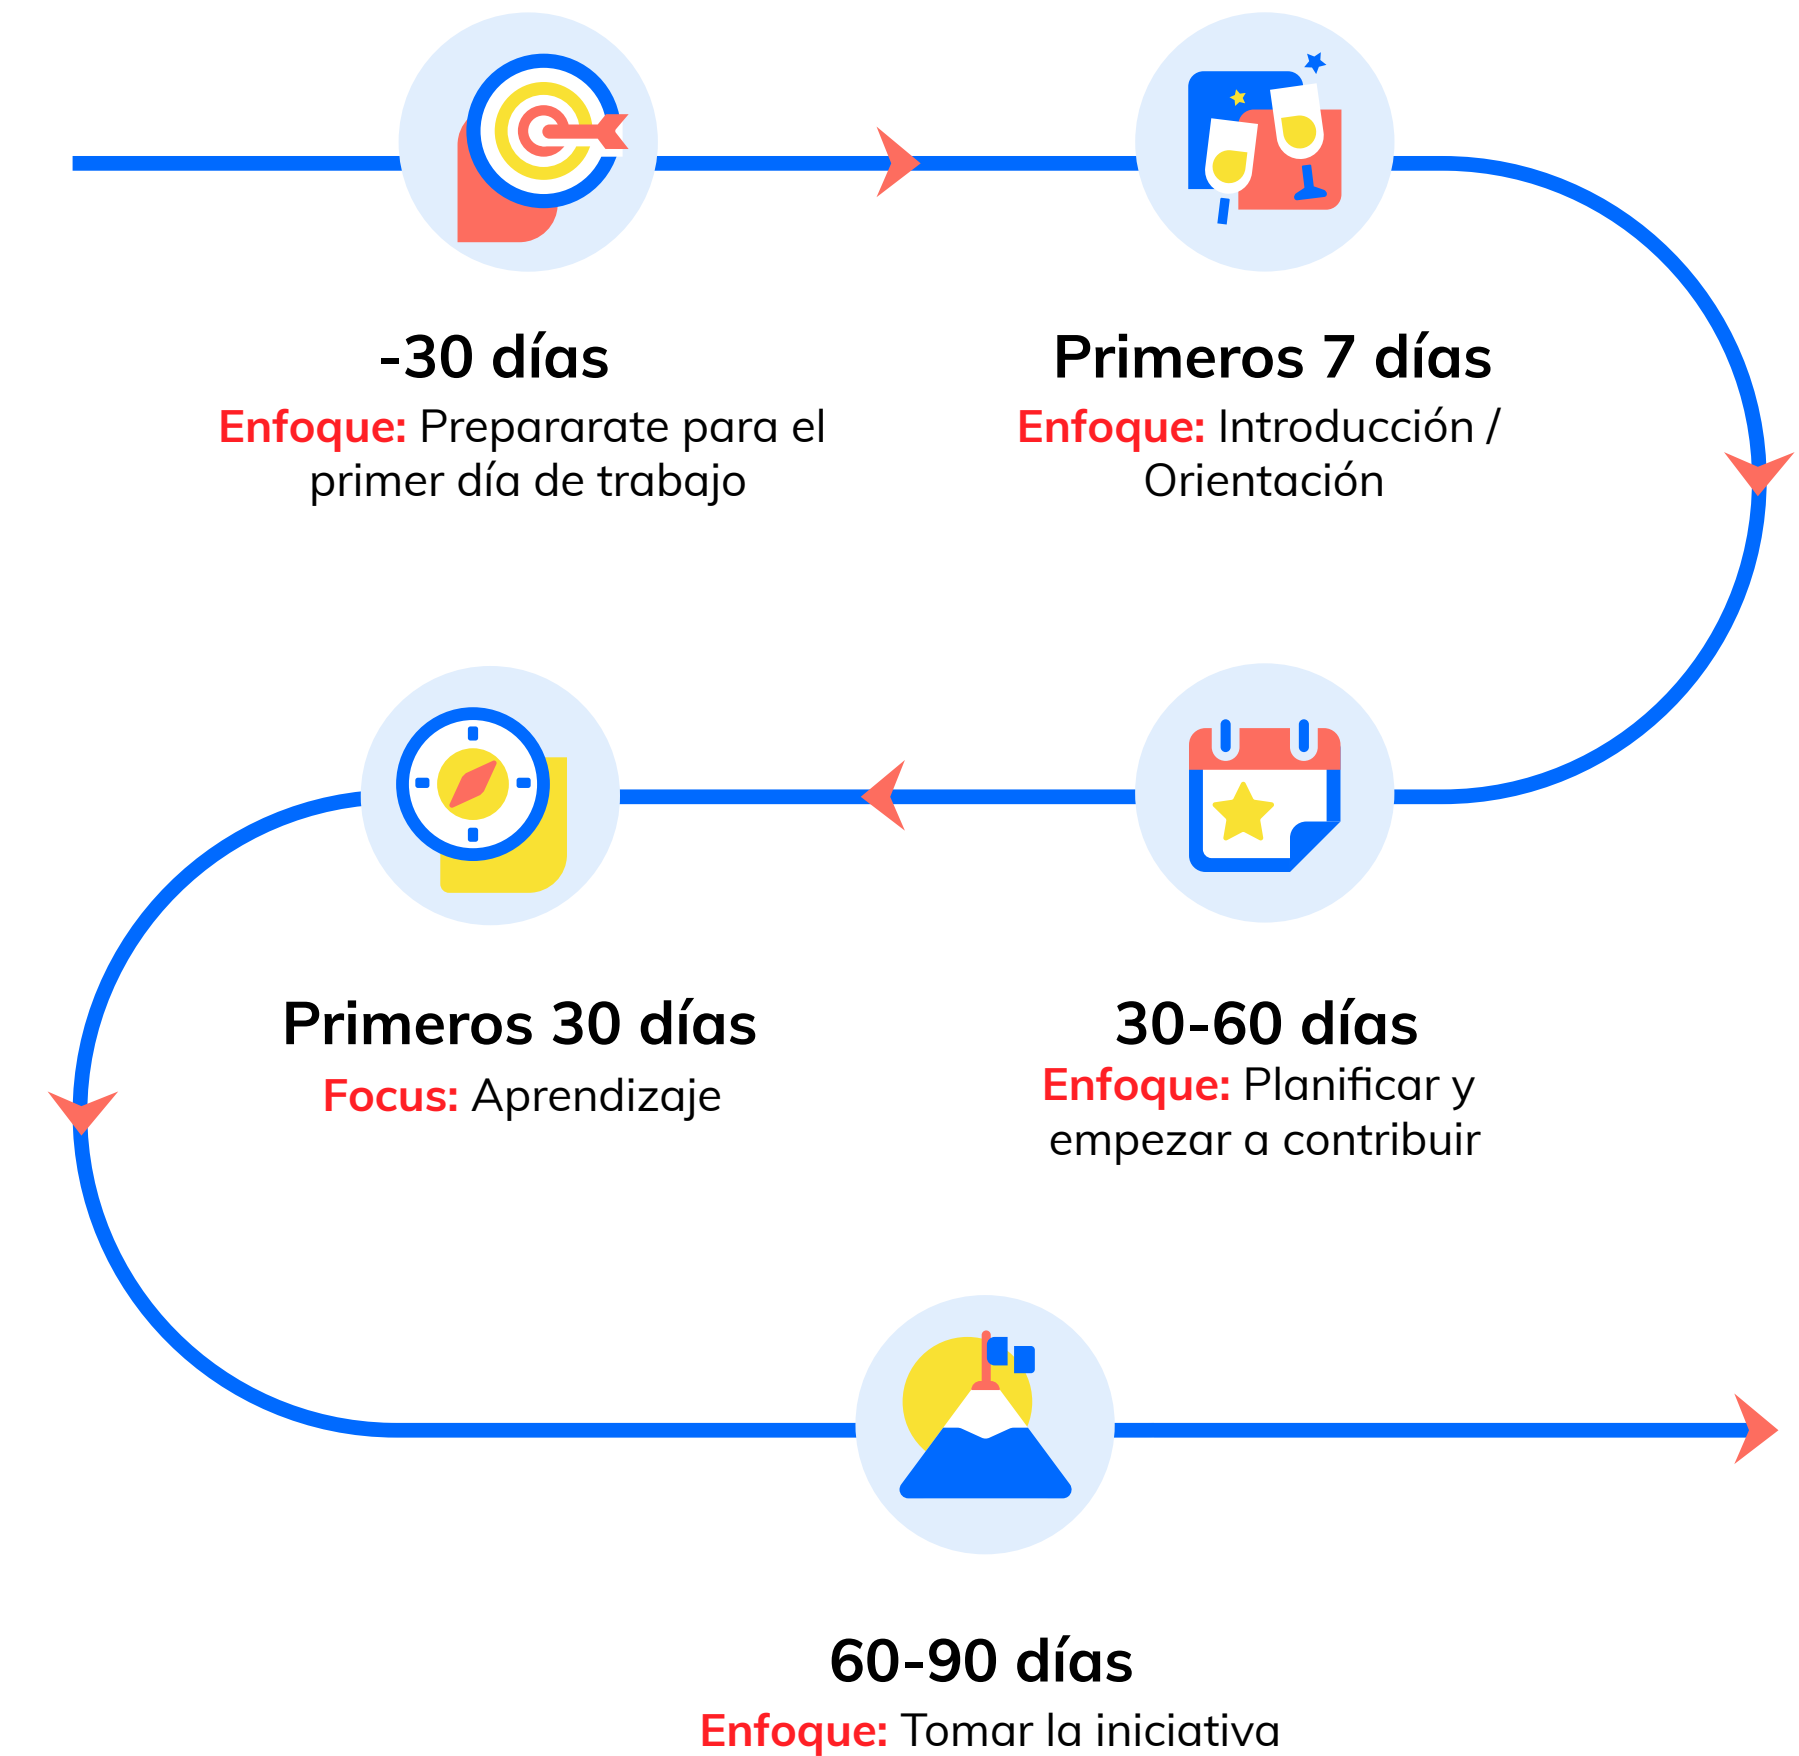 -30 días
Enfoque: Prepararate para el
primer día de trabajo
Primeros 7 días
Enfoque: Introducción /
Orientación
Primeros 30 días
Focus: Aprendizaje
30-60 días
Enfoque: Planificar y
empezar a contribuir
60-90 días
Enfoque: Tomar la iniciativa